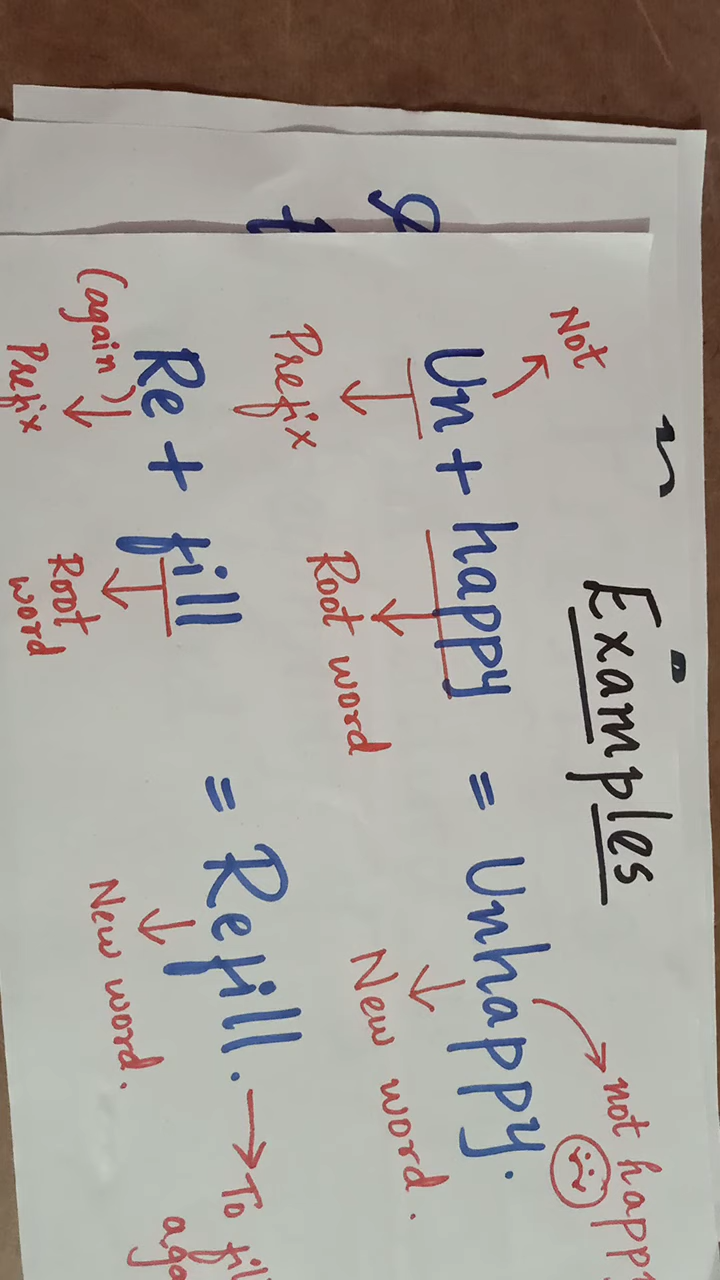 Examples
Not
not happy
Un + happy = Unhappy.
Prefix Root word New word.
Re + fill = Refill. → To fill
(again)
Prefix Root word New word.